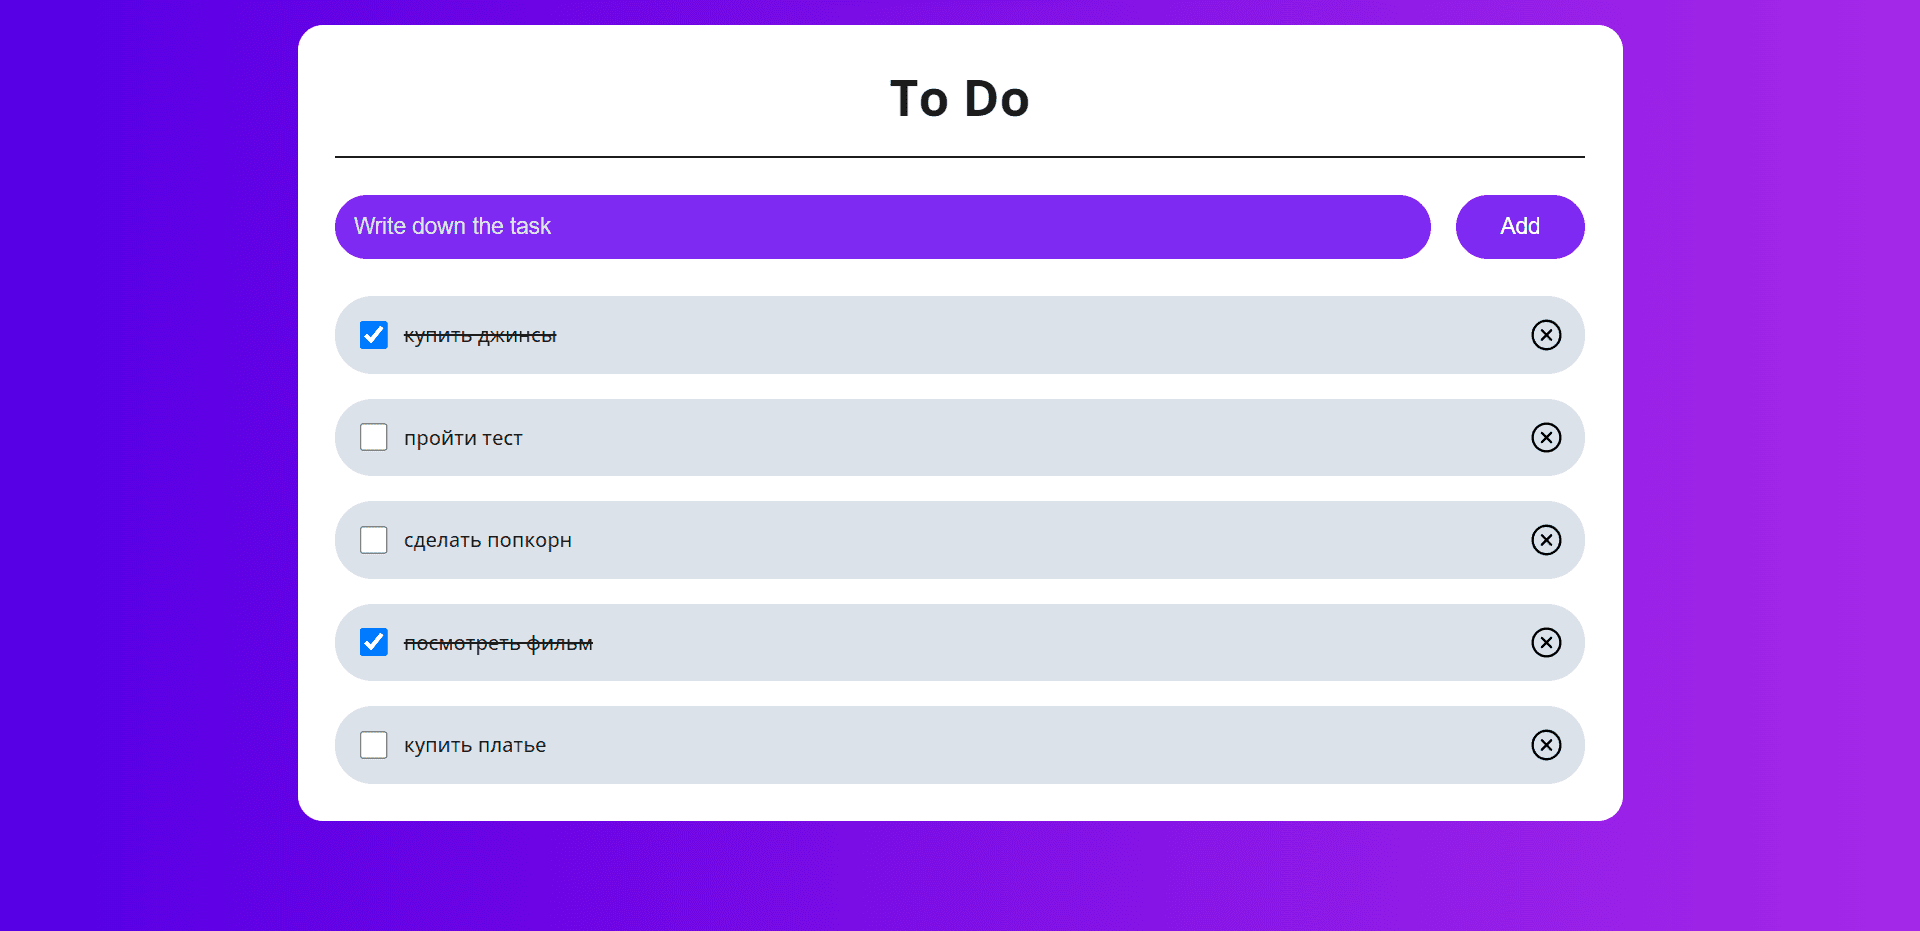 To Do
Write down the task
Add
купить джинсы
пройти тест
сделать попкорн
посмотреть фильм
купить платье